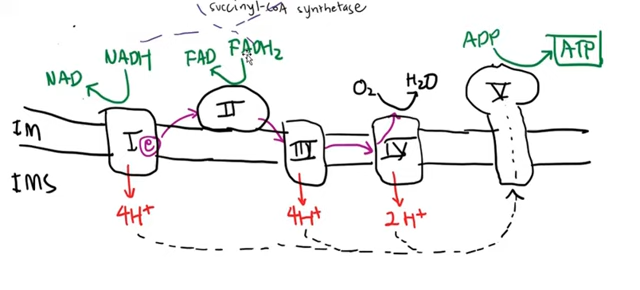 succinyl-CoA synthetase
NADH
NAD
FADH₂
FAD
ADP
ATP
O₂
H₂O
IM
I
e
II
III
IV
V
IMS
4H⁺
4H⁺
2H⁺